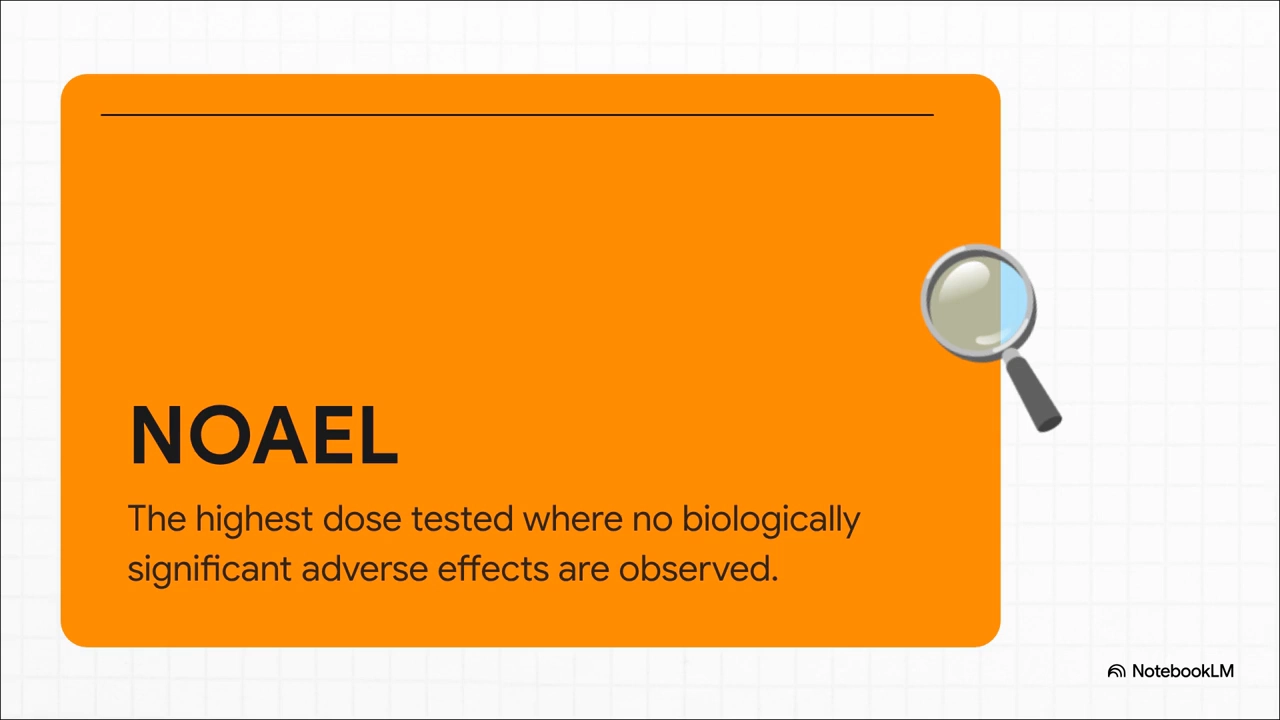 NOAEL
The highest dose tested where no biologically
significant adverse effects are observed.
NotebookLM